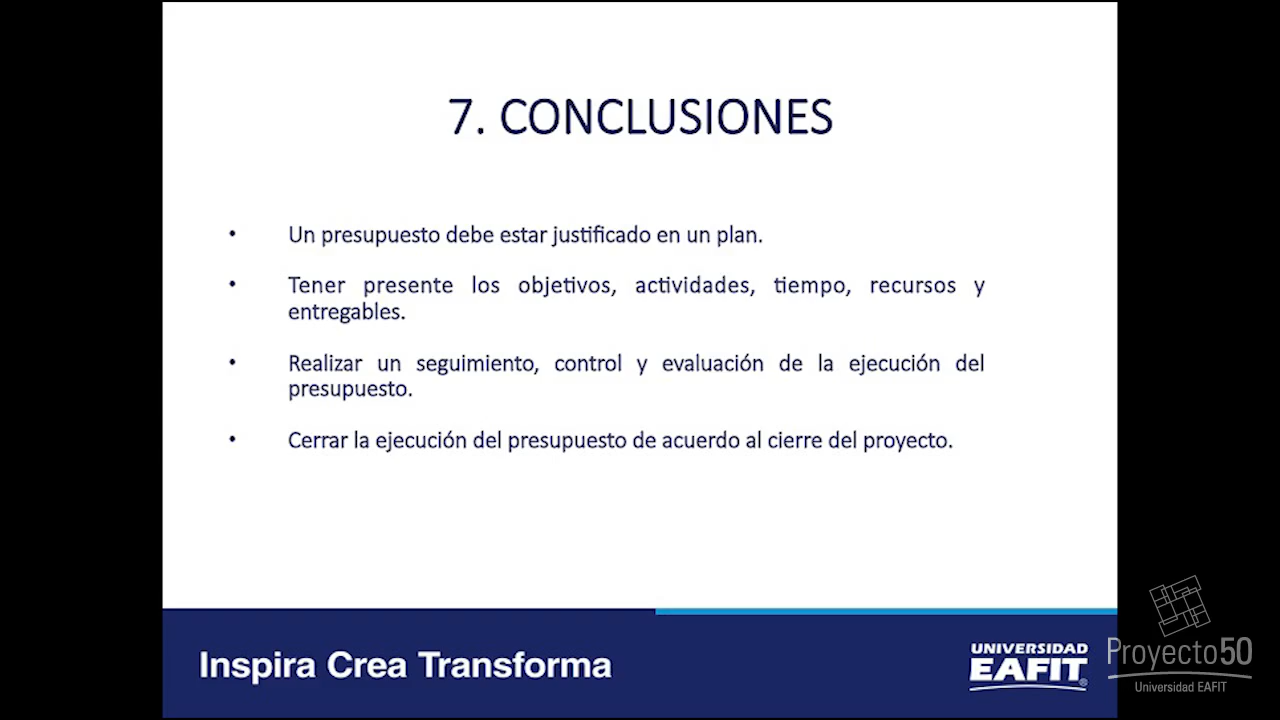 7. CONCLUSIONES
• Un presupuesto debe estar justificado en un plan.
• Tener presente los objetivos, actividades, tiempo, recursos y
entregables.
• Realizar un seguimiento, control y evaluación de la ejecución del
presupuesto.
• Cerrar la ejecución del presupuesto de acuerdo al cierre del proyecto.
Inspira Crea Transforma
UNIVERSIDAD
EAFIT®
Proyecto50
Universidad EAFIT